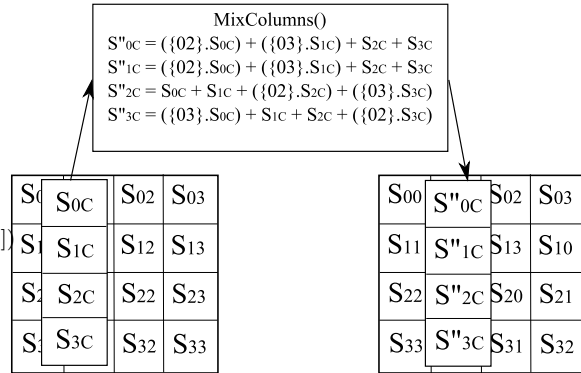 MixColumns()
S"0C = ({02}.S0C) + ({03}.S1C) + S2C + S3C
S"1C = ({02}.S0C) + ({03}.S1C) + S2C + S3C
S"2C = S0C + S1C + ({02}.S2C) + ({03}.S3C)
S"3C = ({03}.S0C) + S1C + S2C + ({02}.S3C)
S0C S02 S03
])
S1C S12 S13
S2C S22 S23
S3C S32 S33
S00 S"0C S02 S03
S11 S"1C S13 S10
S22 S"2C S20 S21
S33 S"3C S31 S32